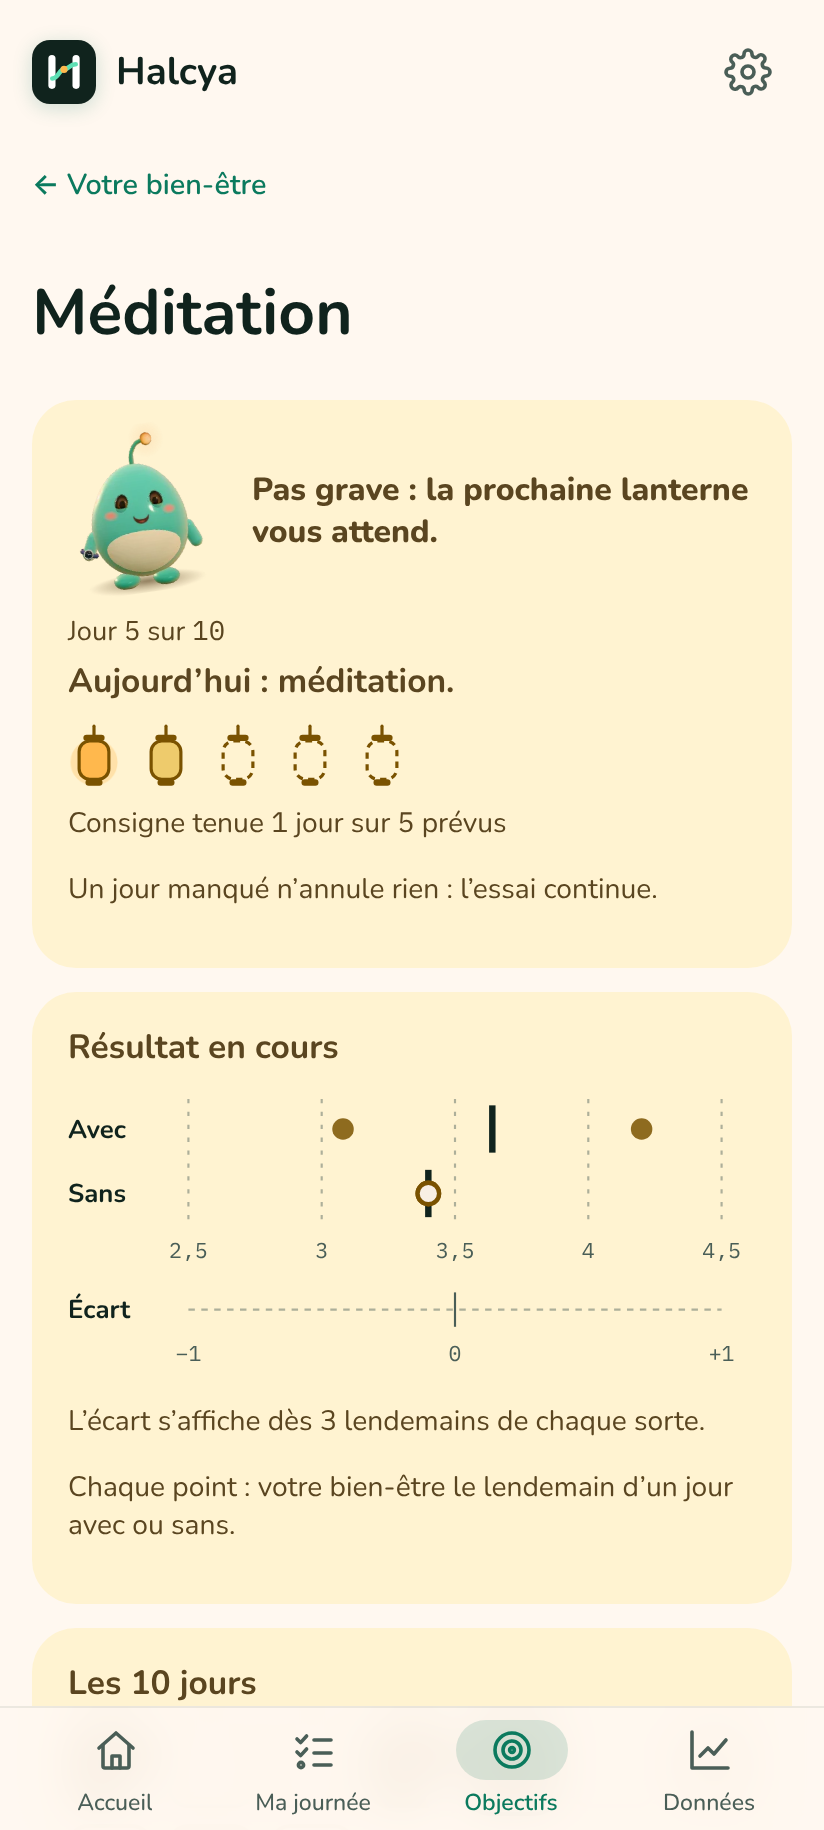 Halcya
← Votre bien-être
Méditation
Pas grave : la prochaine lanterne
vous attend.
Jour 5 sur 10
Aujourd’hui : méditation.
Consigne tenue 1 jour sur 5 prévus
Un jour manqué n’annule rien : l’essai continue.
Résultat en cours
Avec
Sans
2,5 3 3,5 4 4,5
Écart
−1 0 +1
L’écart s’affiche dès 3 lendemains de chaque sorte.
Chaque point : votre bien-être le lendemain d’un jour
avec ou sans.
Les 10 jours
Accueil Ma journée Objectifs Données